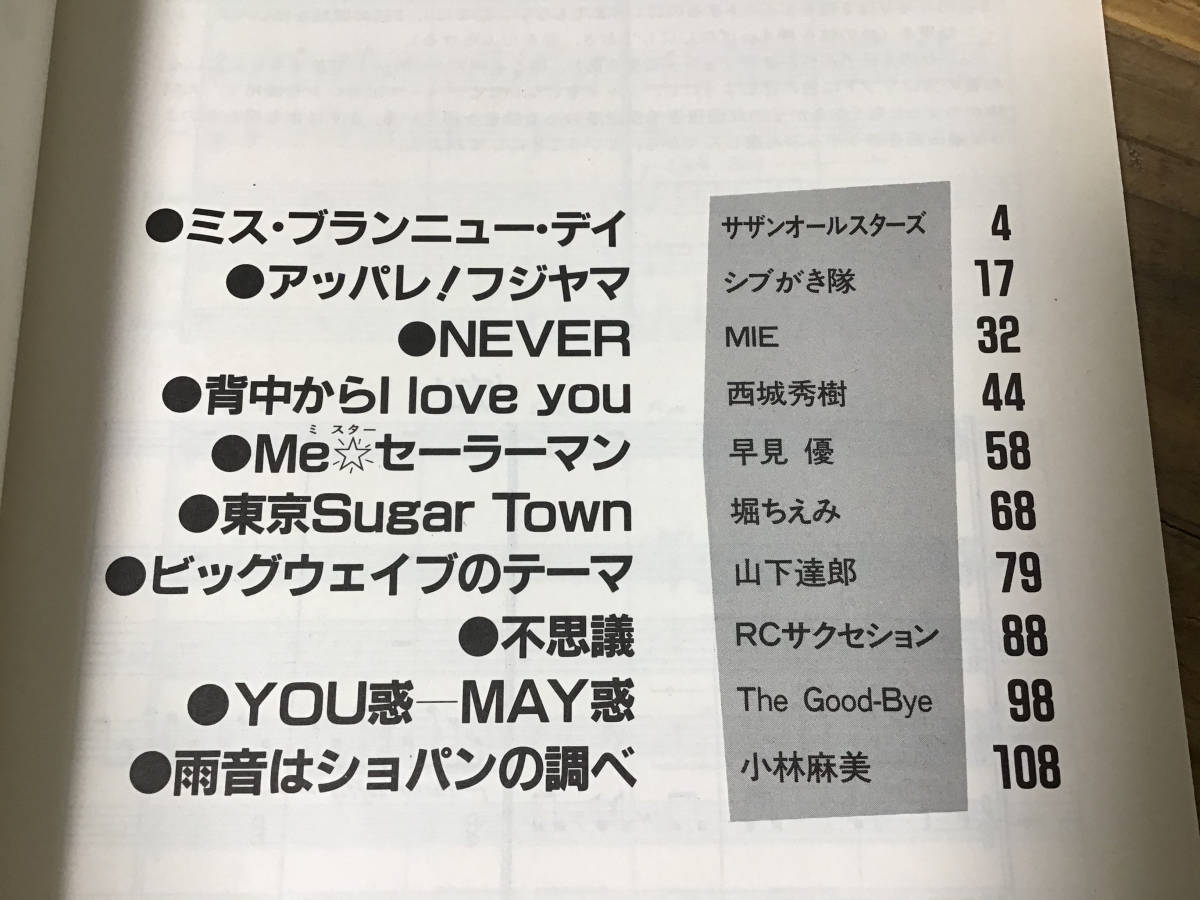 ●ミス・ブランニュー・デイ サザンオールスターズ 4
●アッパレ!フジヤマ シブがき隊 17
●NEVER MIE 32
●背中からI love you 西城秀樹 44
ミ スター
●Me☆セーラーマン 早見 優 58
●東京Sugar Town 堀ちえみ 68
●ビッグウェイブのテーマ 山下達郎 79
●不思議 RCサクセション 88
●YOU惑―MAY惑 The Good-Bye 98
●雨音はショパンの調べ 小林麻美 108